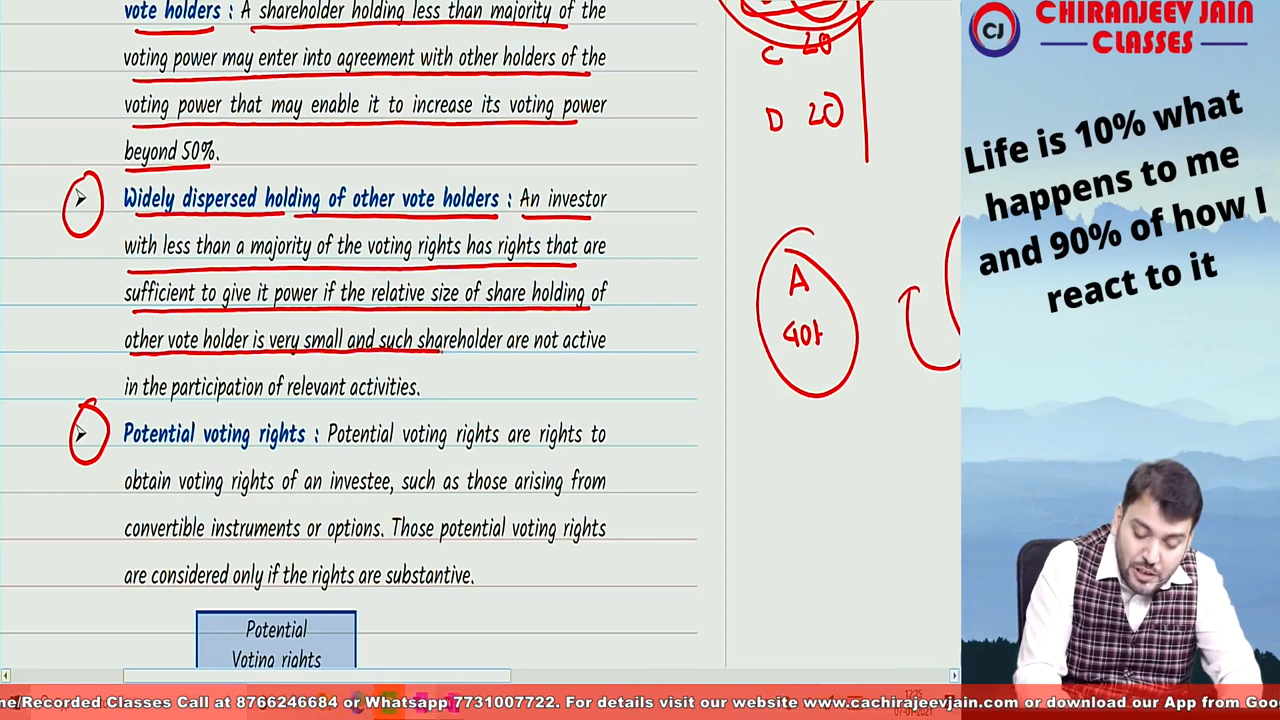 vote holders : A shareholder holding less than majority of the
voting power may enter into agreement with other holders of the
voting power that may enable it to increase its voting power
beyond 50%.
Widely dispersed holding of other vote holders : An investor
with less than a majority of the voting rights has rights that are
sufficient to give it power if the relative size of share holding of
other vote holder is very small and such shareholder are not active
in the participation of relevant activities.
Potential voting rights : Potential voting rights are rights to
obtain voting rights of an investee, such as those arising from
convertible instruments or options. Those potential voting rights
are considered only if the rights are substantive.
Potential
Voting rights
C 20
D 20
A
CJ
CHIRANJEEV JAIN
CLASSES
Life is 10% what
happens to me
and 90% of how I
react to it
12:25
ne/Recorded Classes Call at 8766246684 or Whatsapp 7731007722. For details visit our website www.cachirajeevjain.com or download our App from Goo